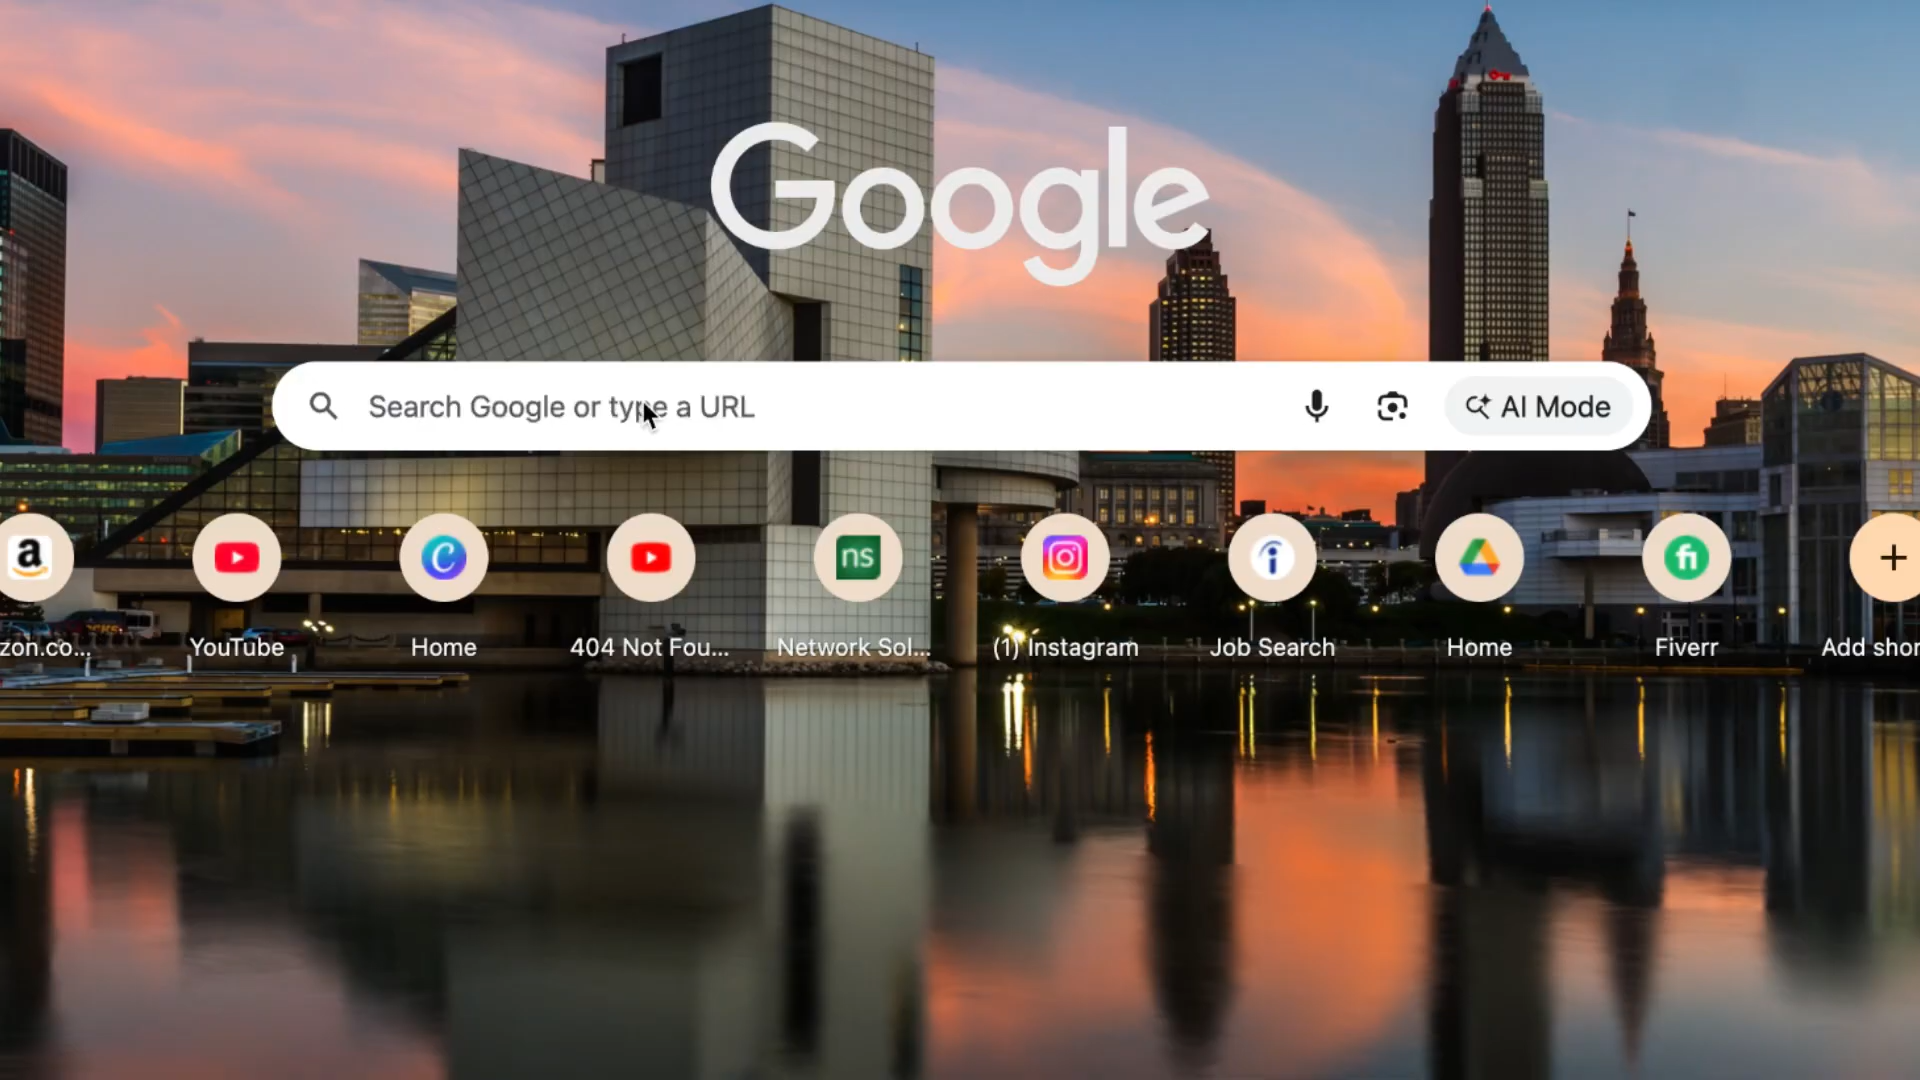 Google
Search Google or type a URL
AI Mode
zon.co...
YouTube
Home
404 Not Fou...
Network Sol...
(1) Instagram
Job Search
Home
Fiverr
Add shor